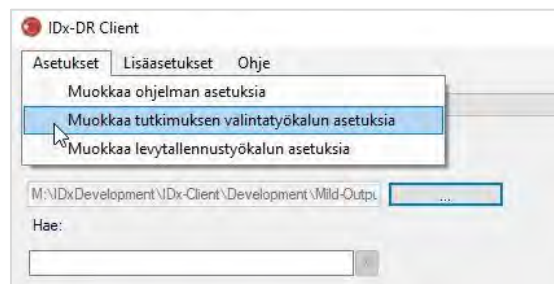 IDx-DR Client
Asetukset Lisäasetukset Ohje
Muokkaa ohjelman asetuksia
Muokkaa tutkimuksen valintatyökalun asetuksia
Muokkaa levytallennustyökalun asetuksia
M:\IDxDevelopment\IDx-Client\Development\Mild-Outpu ...
Hae: